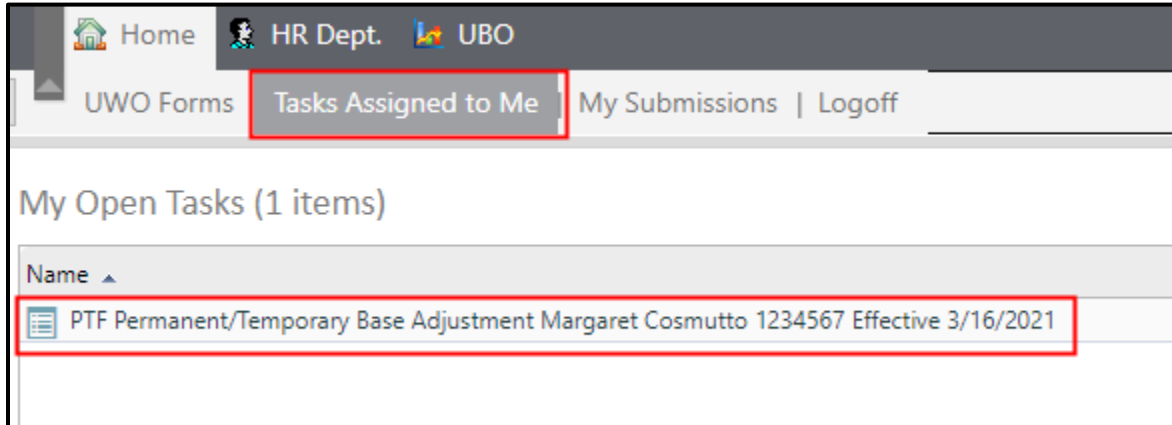 Home HR Dept. UBO
UWO Forms Tasks Assigned to Me | My Submissions | Logoff
My Open Tasks (1 items)
Name
PTF Permanent/Temporary Base Adjustment Margaret Cosmutto 1234567 Effective 3/16/2021